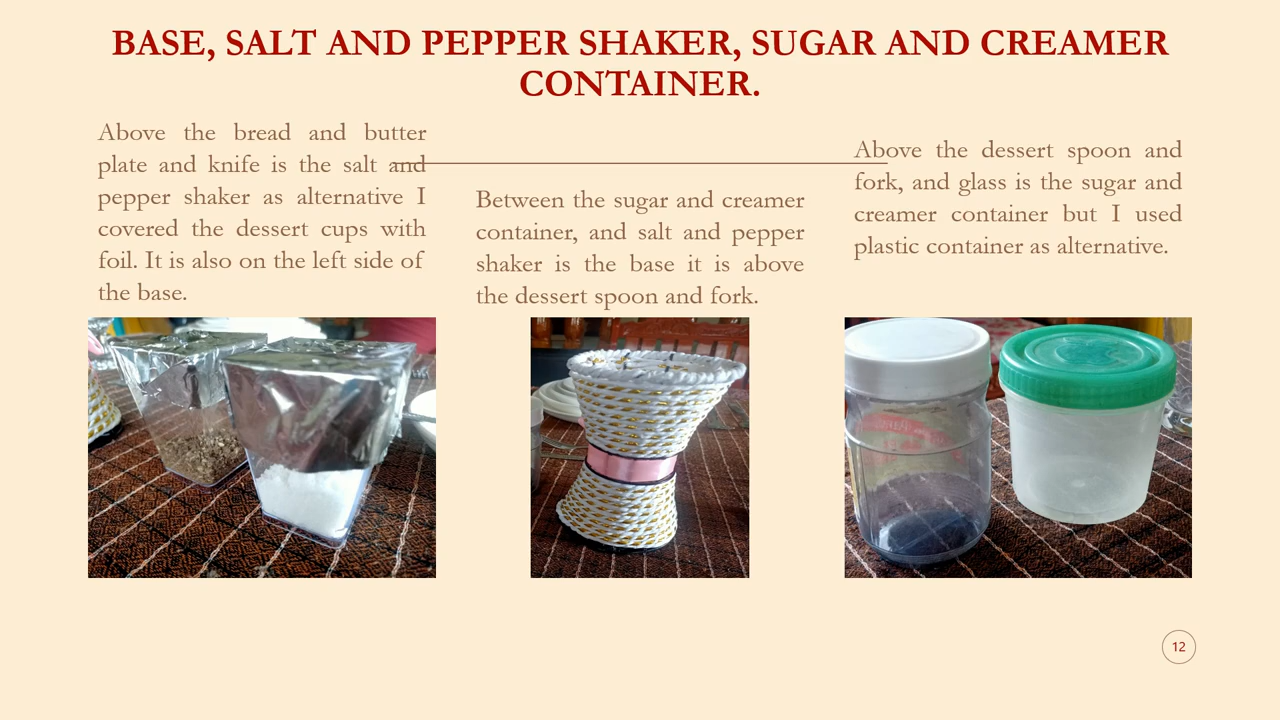 BASE, SALT AND PEPPER SHAKER, SUGAR AND CREAMER
CONTAINER.
Above the bread and butter
plate and knife is the salt and
pepper shaker as alternative I
covered the dessert cups with
foil. It is also on the left side of
the base.
Between the sugar and creamer
container, and salt and pepper
shaker is the base it is above
the dessert spoon and fork.
Above the dessert spoon and
fork, and glass is the sugar and
creamer container but I used
plastic container as alternative.
12